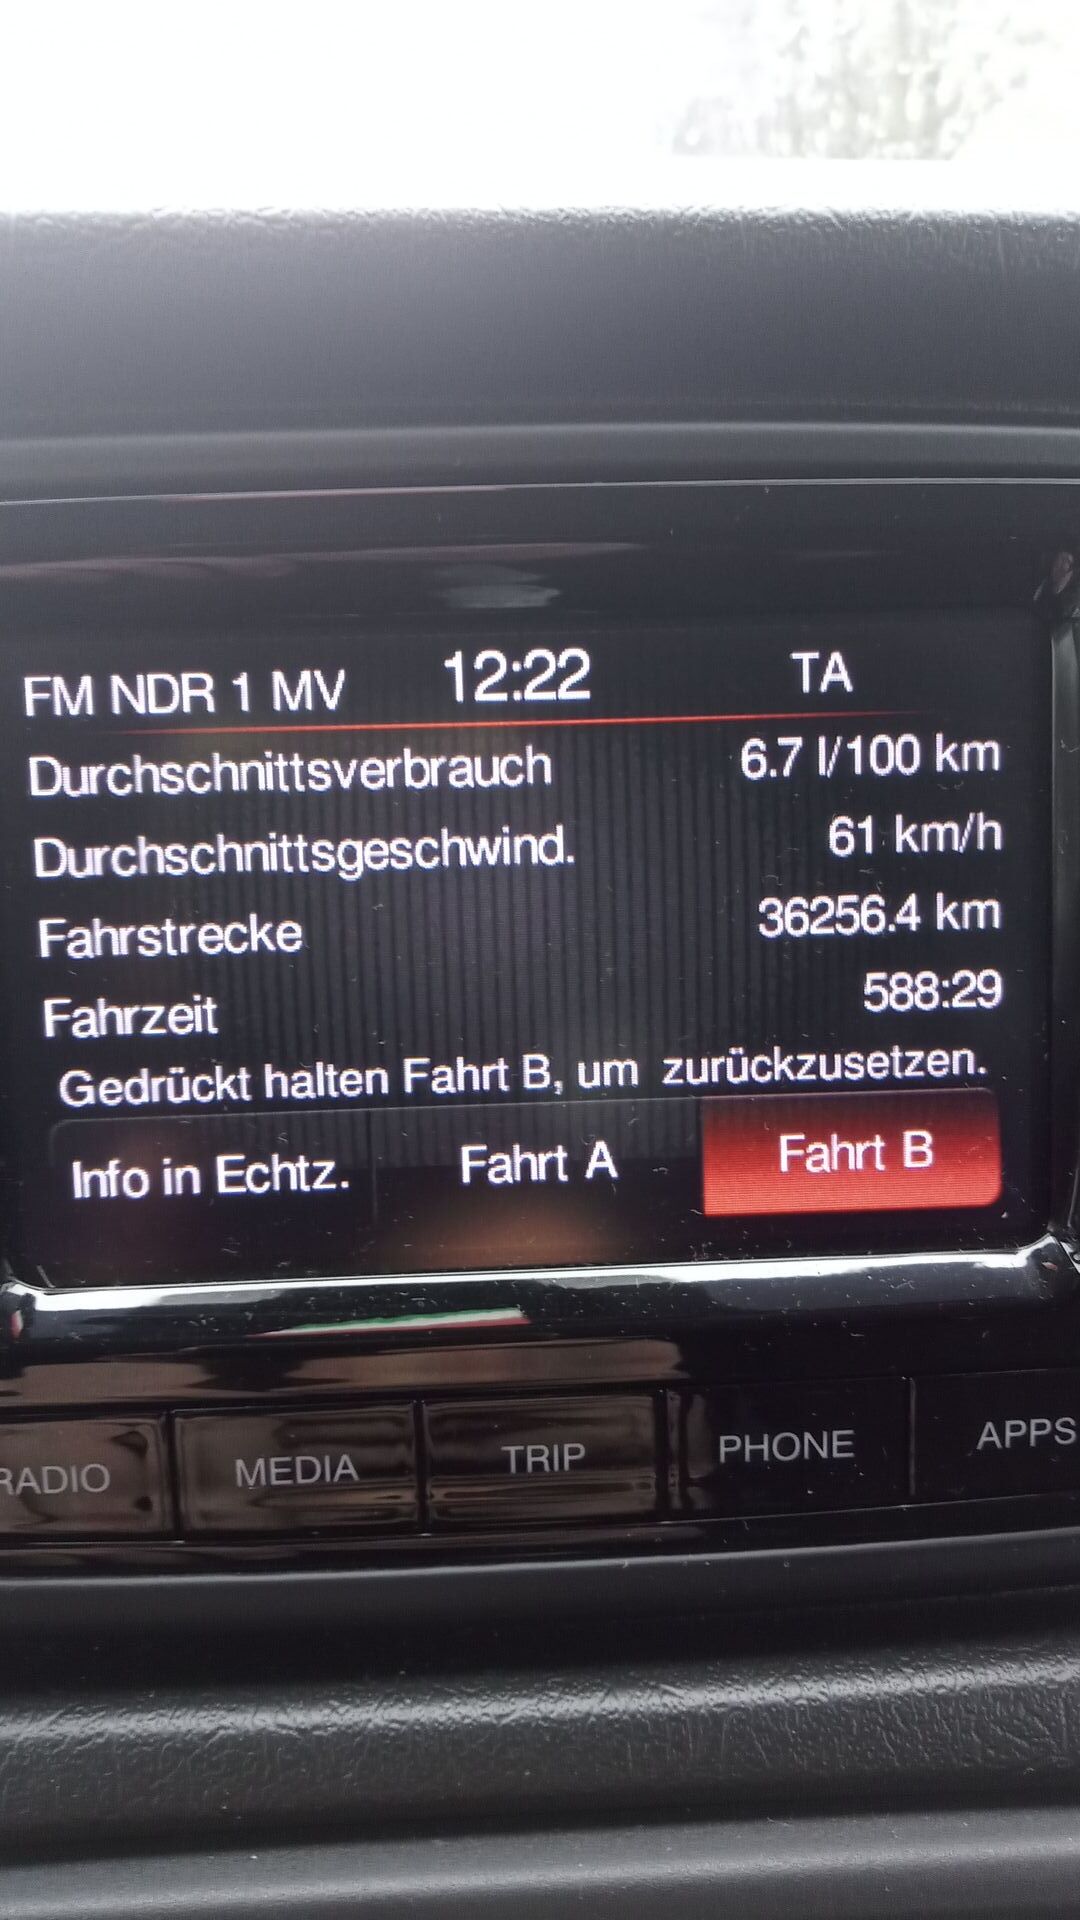 FM NDR 1 MV 12:22 TA
Durchschnittsverbrauch 6.7 l/100 km
Durchschnittsgeschwind. 61 km/h
Fahrstrecke 36256.4 km
Fahrzeit 588:29
Gedrückt halten Fahrt B, um zurückzusetzen.
Info in Echtz. Fahrt A Fahrt B
RADIO MEDIA TRIP PHONE APPS